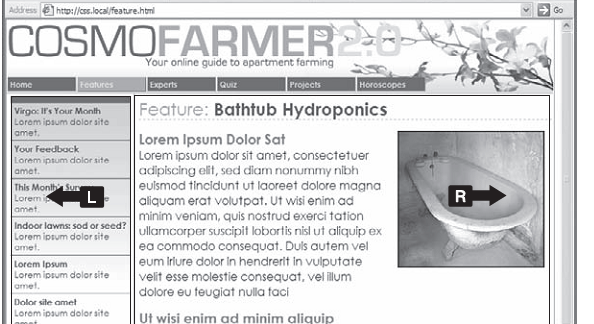 Address http://css.local/feature.html Go
COSMOFARMER2.0
Your online guide to apartment farming
Home Features Experts Quiz Projects Horoscopes
Virgo: It's Your Month
Lorem ipsum dolor site
amet.
Your Feedback
Lorem ipsum dolor site
amet.
This Month's
Lorem
amet.
Indoor lawns: sod or seed?
Lorem ipsum dolor site
amet.
Lorem Ipsum
Lorem ipsum dolor site
amet.
Dolor site amet
Lorem ipsum dolor site
L
Feature: Bathtub Hydroponics
Lorem Ipsum Dolor Sat
Lorem ipsum dolor sit amet, consectetuer
adipiscing elit, sed diam nonummy nibh
euismod tincidunt ut laoreet dolore magna
aliquam erat volutpat. Ut wisi enim ad
minim veniam, quis nostrud exerci tation
ullamcorper suscipit lobortis nisl ut aliquip ex
ea commodo consequat. Duis autem vel
eum iriure dolor in hendrerit in vulputate
velit esse molestie consequat, vel illum
dolore eu feugiat nulla faci
Ut wisi enim ad minim aliquip
R